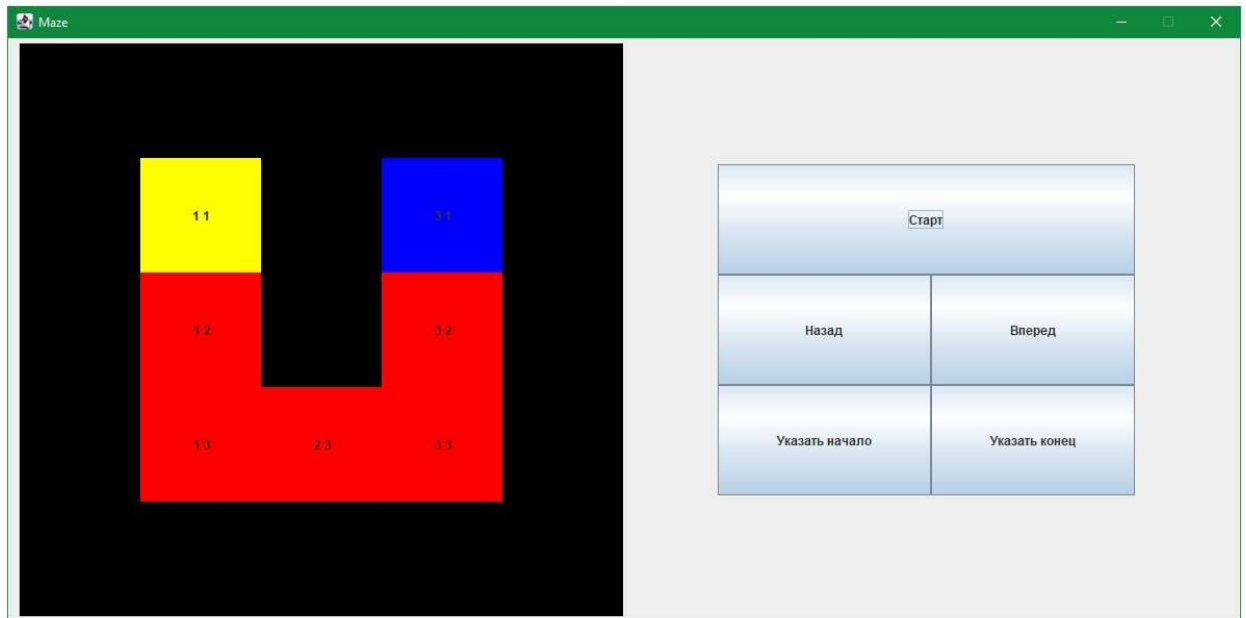 Maze
1 1
3 1
1 2
3 2
1 3
2 3
3 3
Старт
Назад
Вперед
Указать начало
Указать конец